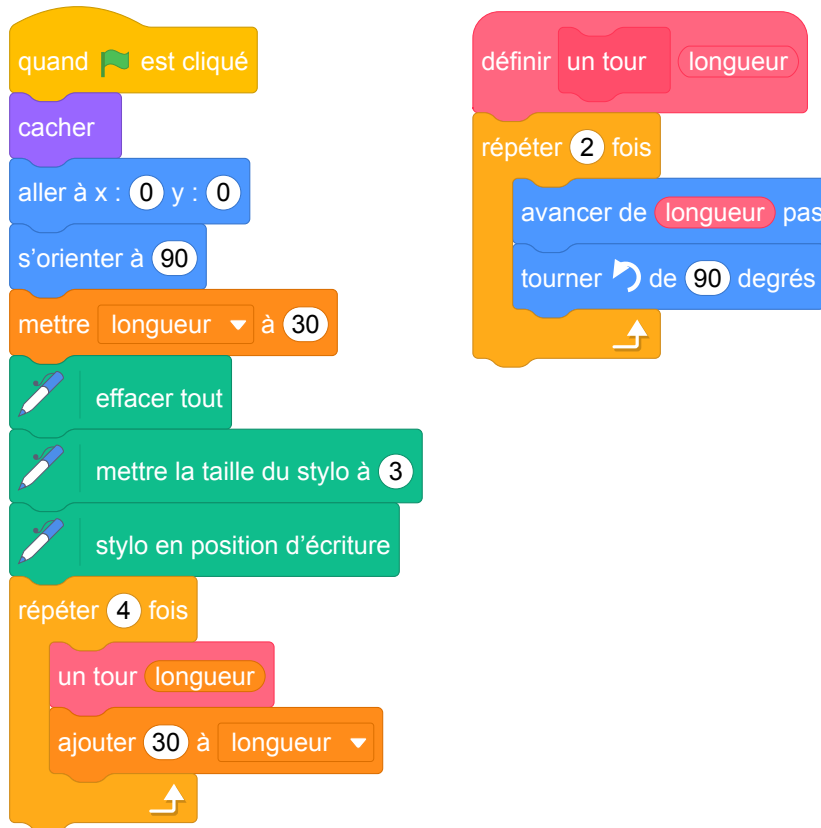 quand est cliqué
cacher
aller à x : 0 y : 0
s'orienter à 90
mettre longueur à 30
effacer tout
mettre la taille du stylo à 3
stylo en position d'écriture
répéter 4 fois
un tour longueur
ajouter 30 à longueur
définir un tour longueur
répéter 2 fois
avancer de longueur pas
tourner de 90 degrés